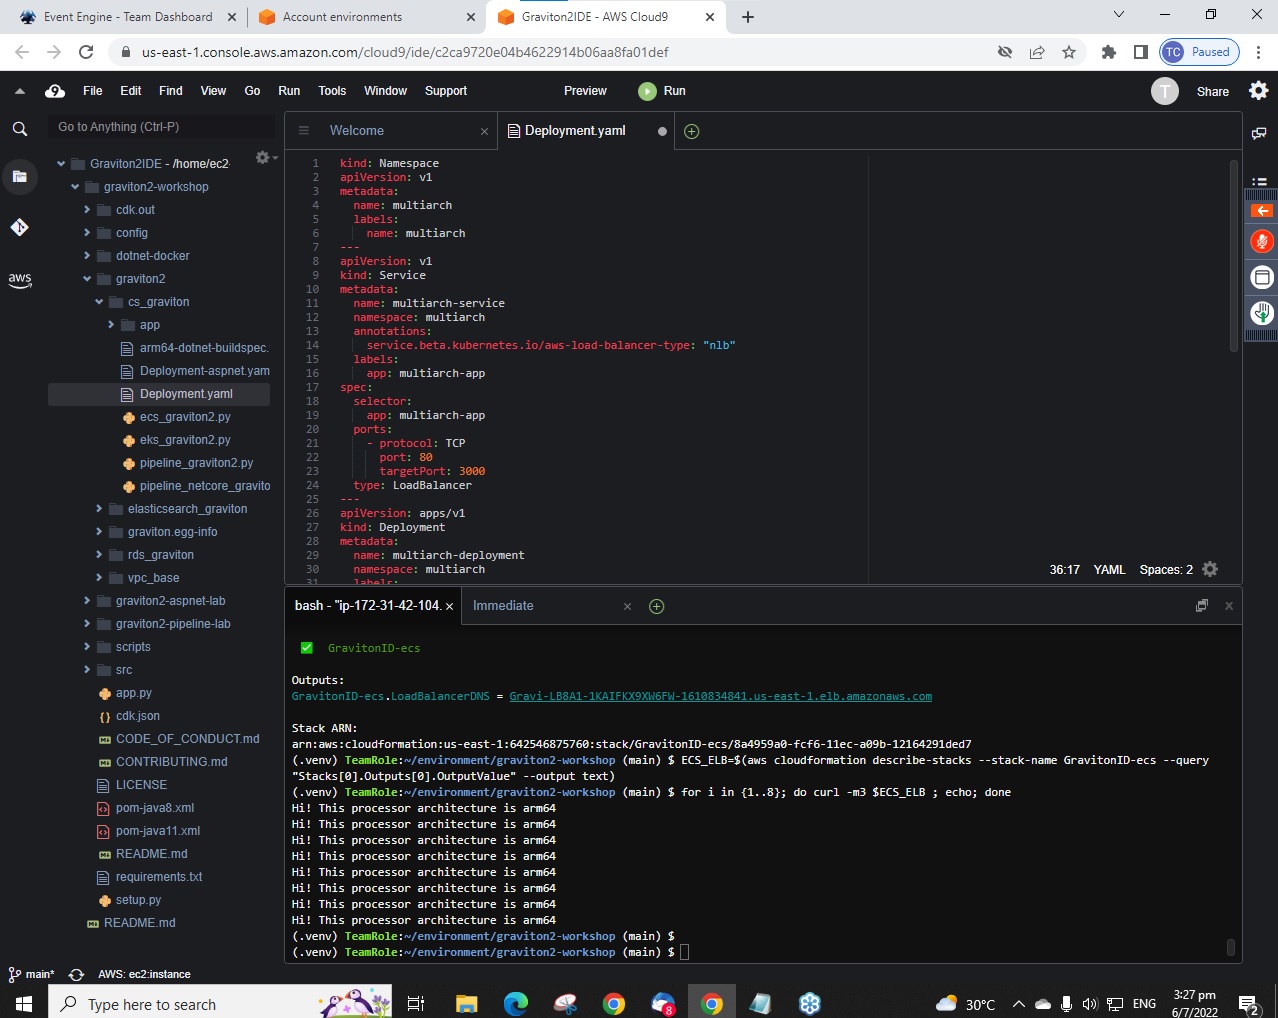 Event Engine - Team Dashboard
Account environments
Graviton2IDE - AWS Cloud9
us-east-1.console.aws.amazon.com/cloud9/ide/c2ca9720e04b4622914b06aa8fa01def
TC Paused
9 File Edit Find View Go Run Tools Window Support Preview Run T Share
Go to Anything (Ctrl-P)
Welcome
Deployment.yaml
Graviton2IDE - /home/ec2-
graviton2-workshop
cdk.out
config
dotnet-docker
graviton2
cs_graviton
app
arm64-dotnet-buildspec.
Deployment-aspnet.yam
Deployment.yaml
ecs_graviton2.py
eks_graviton2.py
pipeline_graviton2.py
pipeline_netcore_gravito
elasticsearch_graviton
graviton.egg-info
rds_graviton
vpc_base
graviton2-aspnet-lab
graviton2-pipeline-lab
scripts
src
app.py
cdk.json
CODE_OF_CONDUCT.md
CONTRIBUTING.md
LICENSE
pom-java8.xml
pom-java11.xml
README.md
requirements.txt
setup.py
README.md
aws
1 kind: Namespace
2 apiVersion: v1
3 metadata:
4 name: multiarch
5 labels:
6 name: multiarch
7 ---
8 apiVersion: v1
9 kind: Service
10 metadata:
11 name: multiarch-service
12 namespace: multiarch
13 annotations:
14 service.beta.kubernetes.io/aws-load-balancer-type: "nlb"
15 labels:
16 app: multiarch-app
17 spec:
18 selector:
19 app: multiarch-app
20 ports:
21 - protocol: TCP
22 port: 80
23 targetPort: 3000
24 type: LoadBalancer
25 ---
26 apiVersion: apps/v1
27 kind: Deployment
28 metadata:
29 name: multiarch-deployment
30 namespace: multiarch
31 labels:
36:17 YAML Spaces: 2
bash - "ip-172-31-42-104.
Immediate
GravitonID-ecs
Outputs:
GravitonID-ecs.LoadBalancerDNS = Gravi-LB8A1-1KAIFKX9XW6FW-1610834841.us-east-1.elb.amazonaws.com
Stack ARN:
arn:aws:cloudformation:us-east-1:642546875760:stack/GravitonID-ecs/8a4959a0-fcf6-11ec-a09b-12164291ded7
(.venv) TeamRole:~/environment/graviton2-workshop (main) $ ECS_ELB=$(aws cloudformation describe-stacks --stack-name GravitonID-ecs --query
"Stacks[0].Outputs[0].OutputValue" --output text)
(.venv) TeamRole:~/environment/graviton2-workshop (main) $ for i in {1..8}; do curl -m3 $ECS_ELB ; echo; done
Hi! This processor architecture is arm64
Hi! This processor architecture is arm64
Hi! This processor architecture is arm64
Hi! This processor architecture is arm64
Hi! This processor architecture is arm64
Hi! This processor architecture is arm64
Hi! This processor architecture is arm64
Hi! This processor architecture is arm64
(.venv) TeamRole:~/environment/graviton2-workshop (main) $
(.venv) TeamRole:~/environment/graviton2-workshop (main) $
main* AWS: ec2:instance
Type here to search
8
30°C
ENG
3:27 pm
6/7/2022
2